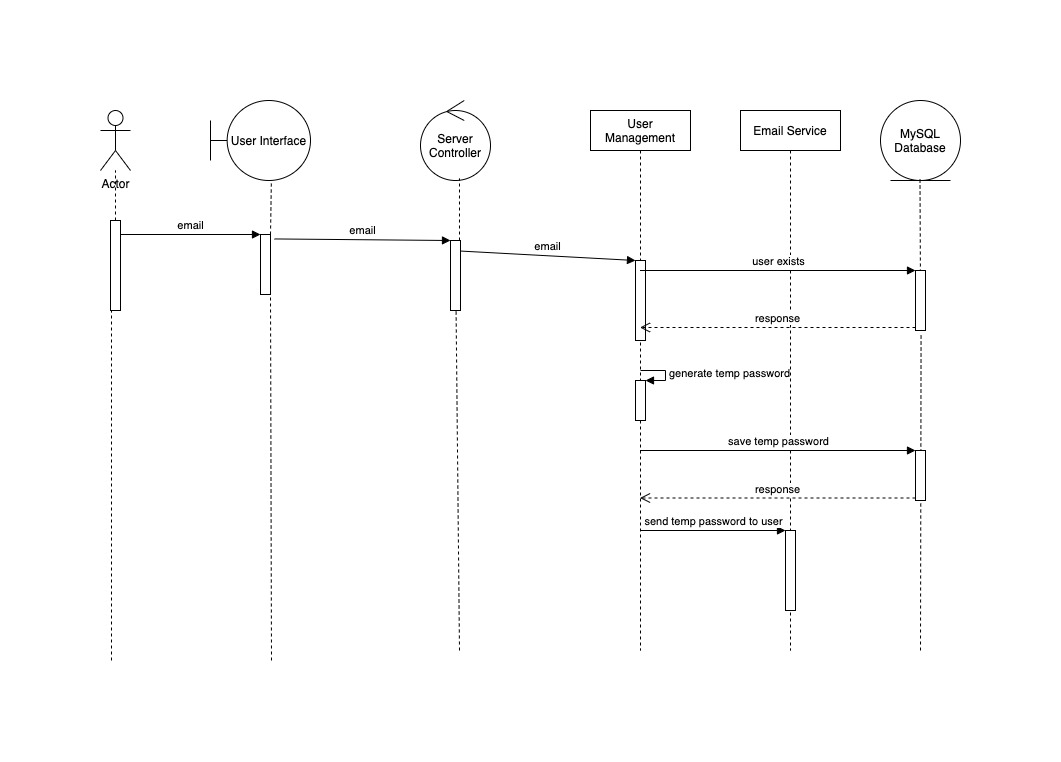 User Interface
Server
Controller
User
Management
Email Service
MySQL
Database
Actor
email
email
email
user exists
response
generate temp password
save temp password
response
send temp password to user